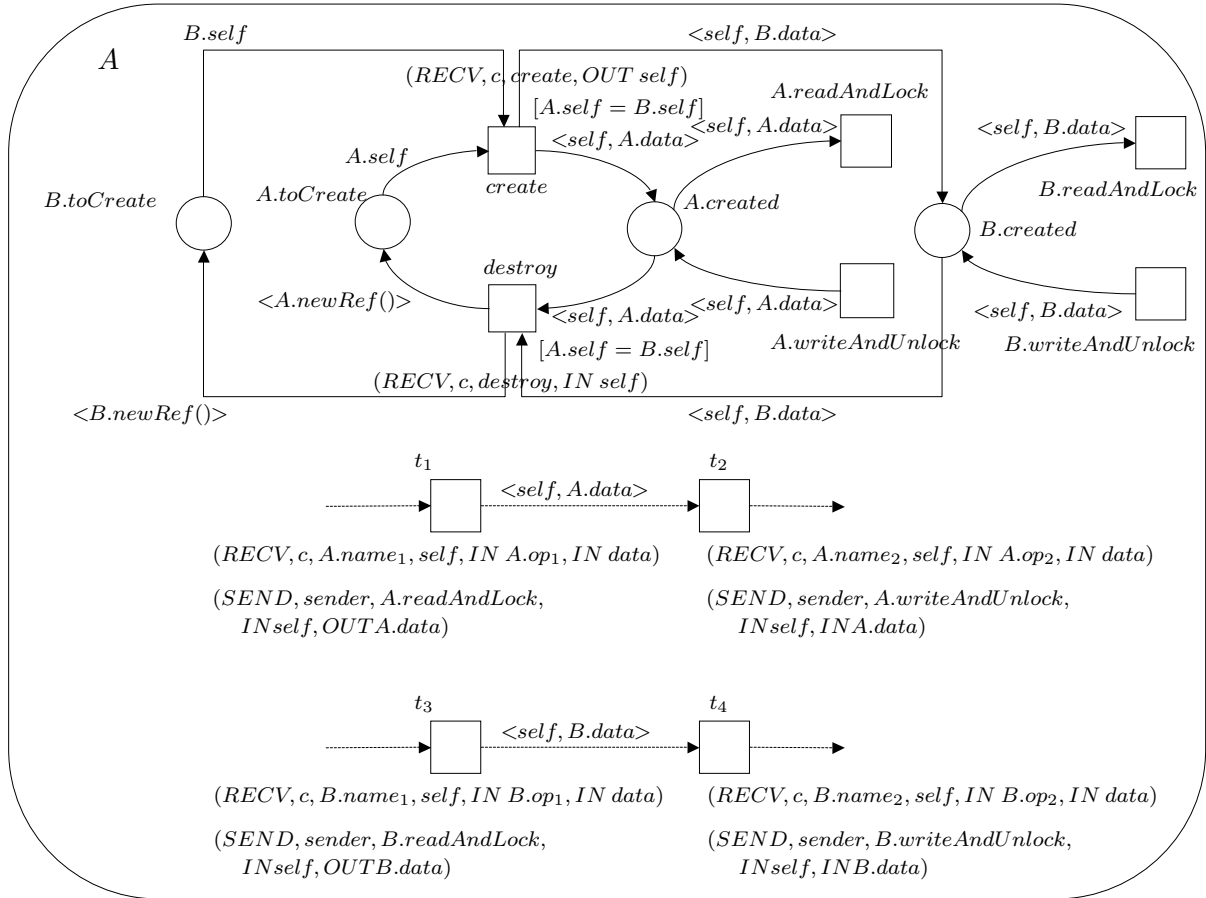 B.self
<self, B.data>
A
(RECV, c, create, OUT self)
A.readAndLock
[A.self = B.self]
<self, A.data>
<self, A.data>
<self, B.data>
A.self
create
B.readAndLock
B.toCreate
A.toCreate
A.created
B.created
destroy
<A.newRef()>
<self, A.data>
<self, A.data>
<self, B.data>
[A.self = B.self]
A.writeAndUnlock
B.writeAndUnlock
(RECV, c, destroy, IN self)
<B.newRef()>
<self, B.data>
t1
<self, A.data>
t2
(RECV, c, A.name1, self, IN A.op1, IN data)
(RECV, c, A.name2, self, IN A.op2, IN data)
(SEND, sender, A.readAndLock,
INself, OUTA.data)
(SEND, sender, A.writeAndUnlock,
INself, INA.data)
t3
<self, B.data>
t4
(RECV, c, B.name1, self, IN B.op1, IN data)
(RECV, c, B.name2, self, IN B.op2, IN data)
(SEND, sender, B.readAndLock,
INself, OUTB.data)
(SEND, sender, B.writeAndUnlock,
INself, INB.data)